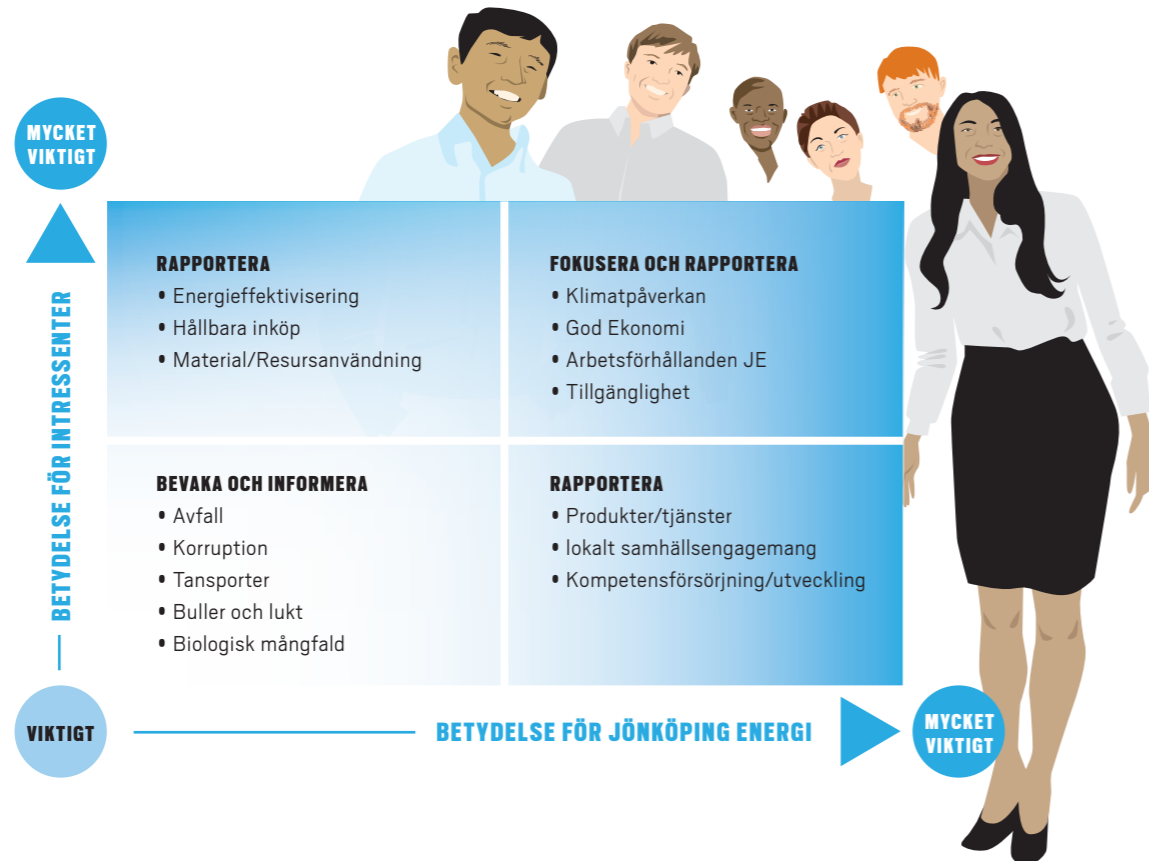 MYCKET
VIKTIGT
BETYDELSE FÖR INTRESSENTER
RAPPORTERA
• Energieffektivisering
• Hållbara inköp
• Material/Resursanvändning
FOKUSERA OCH RAPPORTERA
• Klimatpåverkan
• God Ekonomi
• Arbetsförhållanden JE
• Tillgänglighet
BEVAKA OCH INFORMERA
• Avfall
• Korruption
• Tansporter
• Buller och lukt
• Biologisk mångfald
RAPPORTERA
• Produkter/tjänster
• lokalt samhällsengagemang
• Kompetensförsörjning/utveckling
VIKTIGT
BETYDELSE FÖR JÖNKÖPING ENERGI
MYCKET
VIKTIGT